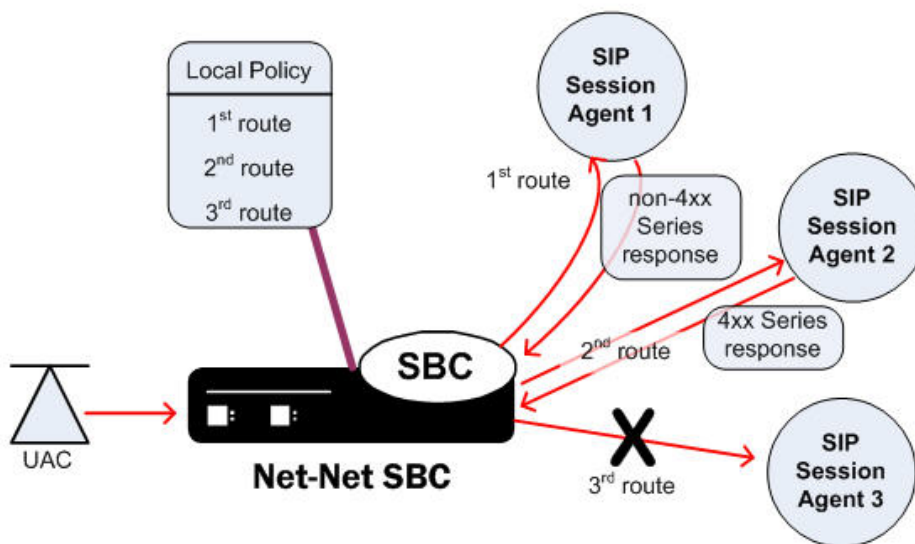 Local Policy
1st route
2nd route
3rd route
SIP
Session
Agent 1
1st route
non-4xx
Series
response
SIP
Session
Agent 2
4xx Series
response
2nd route
SBC
UAC
Net-Net SBC
3rd route
SIP
Session
Agent 3